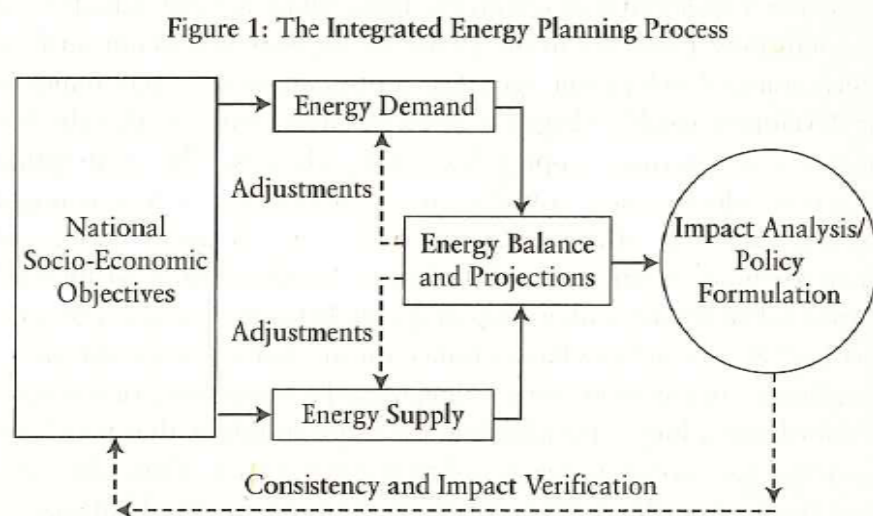 Figure 1: The Integrated Energy Planning Process
Energy Demand
Adjustments
National
Socio-Economic
Objectives
Energy Balance
and Projections
Impact Analysis/
Policy
Formulation
Adjustments
Energy Supply
Consistency and Impact Verification